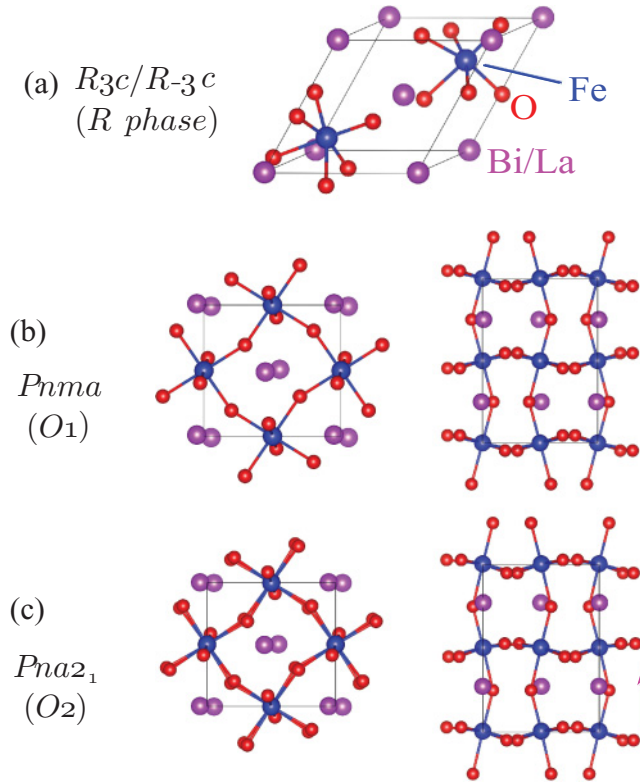 (a) R3c/R-3c
(R phase)
Fe
O
Bi/La
(b)
Pnma
(O1)
(c)
Pna2₁
(O2)